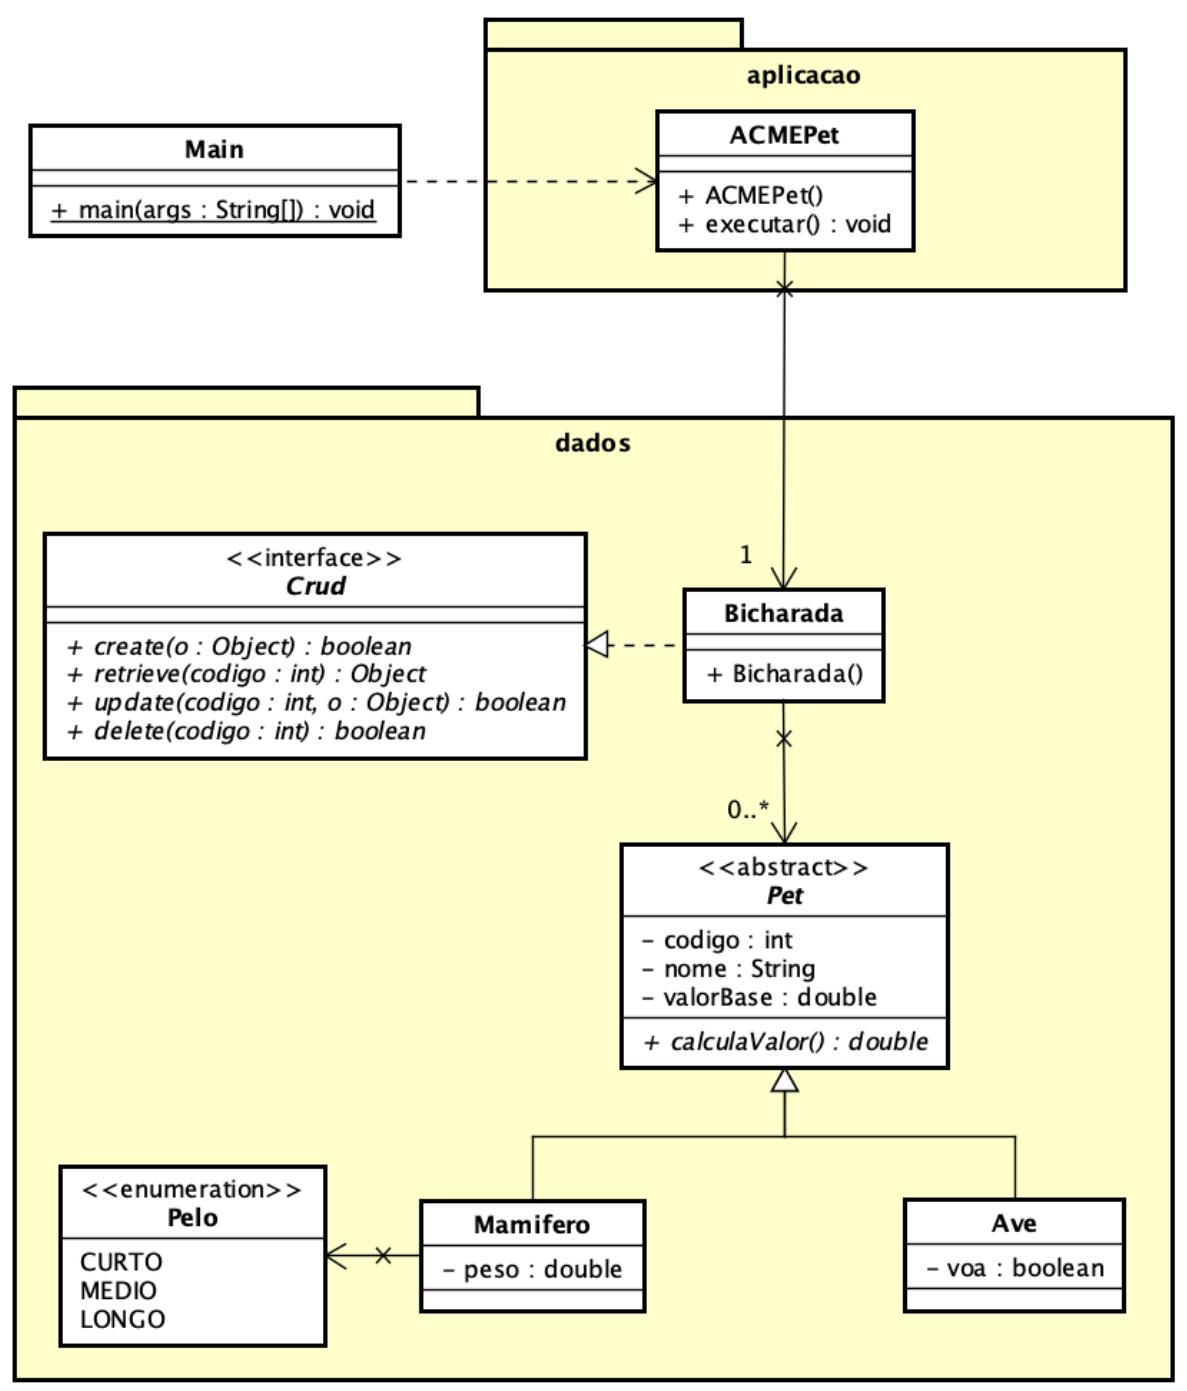 aplicacao
Main
+ main(args : String[]) : void
ACMEPet
+ ACMEPet()
+ executar() : void
dados
1
<<interface>>
Crud
+ create(o : Object) : boolean
+ retrieve(codigo : int) : Object
+ update(codigo : int, o : Object) : boolean
+ delete(codigo : int) : boolean
Bicharada
+ Bicharada()
0..*
<<abstract>>
Pet
- codigo : int
- nome : String
- valorBase : double
+ calculaValor() : double
<<enumeration>>
Pelo
CURTO
MEDIO
LONGO
Mamifero
- peso : double
Ave
- voa : boolean